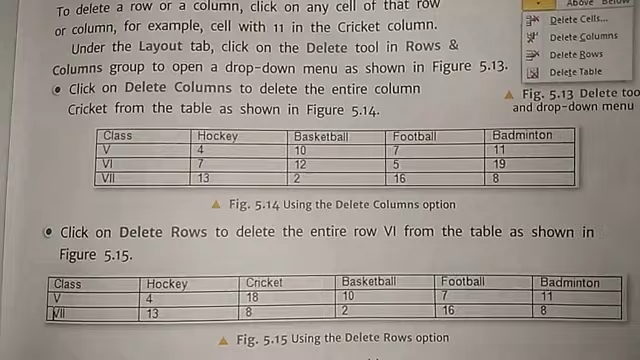 To delete a row or a column, click on any cell of that row
or column, for example, cell with 11 in the Cricket column.
Under the Layout tab, click on the Delete tool in Rows &
Columns group to open a drop-down menu as shown in Figure 5.13.
Click on Delete Columns to delete the entire column
Cricket from the table as shown in Figure 5.14.
Above Below
Delete Cells...
Delete Columns
Delete Rows
Delete Table
Fig. 5.13 Delete too
and drop-down menu
Class Hockey Basketball Football Badminton
V 4 10 7 11
VI 7 12 5 19
VII 13 2 16 8
Fig. 5.14 Using the Delete Columns option
Click on Delete Rows to delete the entire row VI from the table as shown in
Figure 5.15.
Class Hockey Cricket Basketball Football Badminton
V 4 18 10 7 11
VII 13 8 2 16 8
Fig. 5.15 Using the Delete Rows option